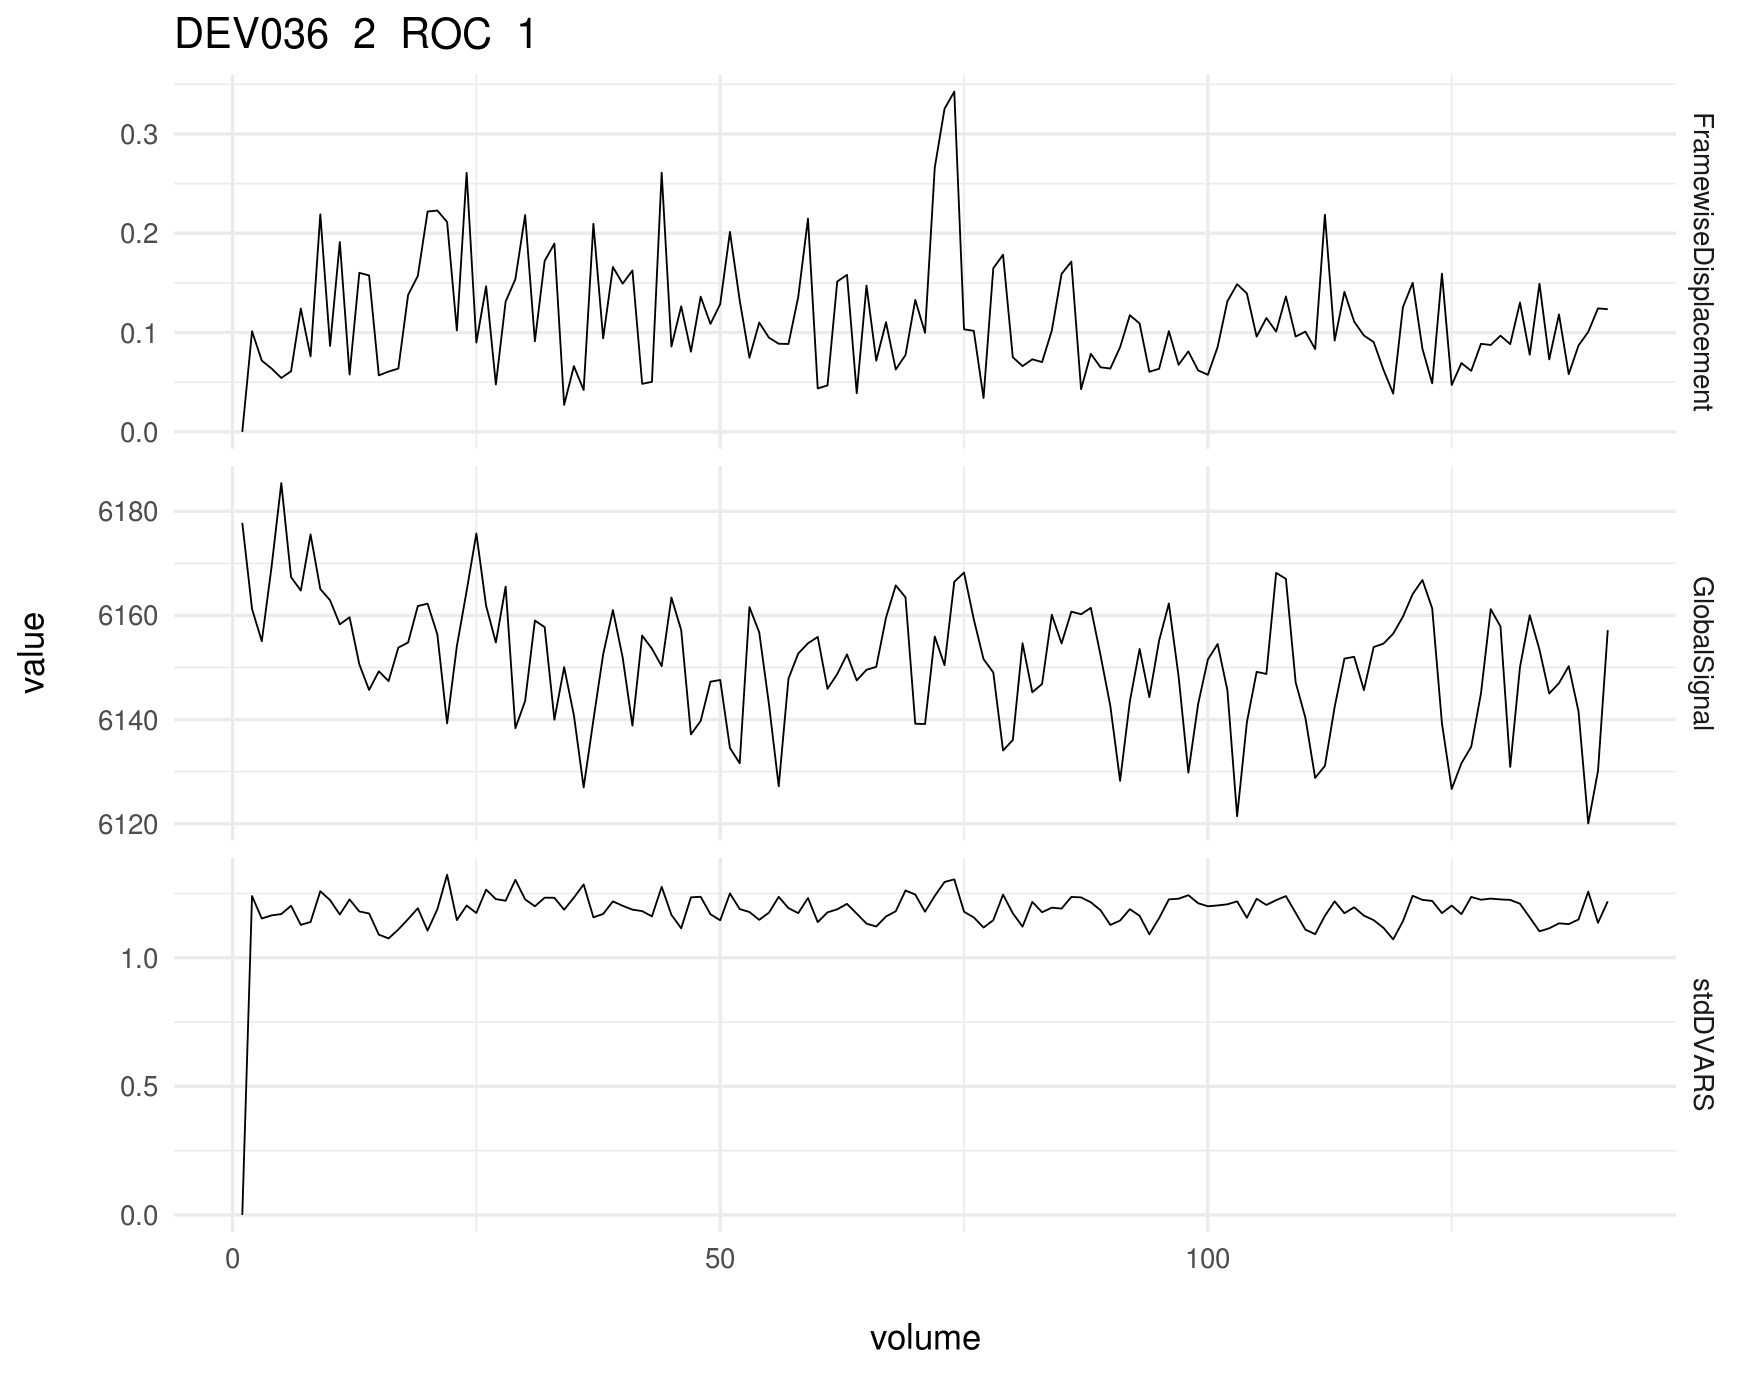 DEV036 2 ROC 1
0.3
0.2
0.1
0.0
FramewiseDisplacement
6180
6160
6140
6120
GlobalSignal
1.0
0.5
0.0
stdDVARS
0 50 100
volume
value